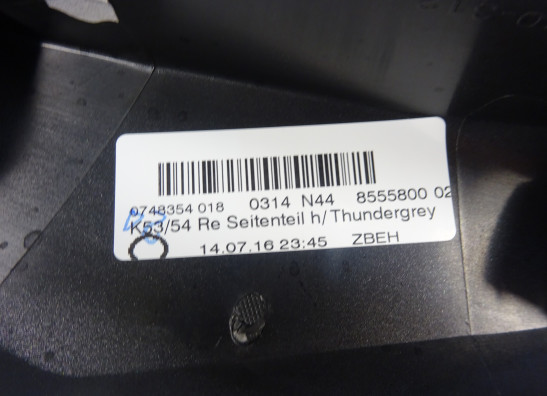 0748354 018 0314 N44 8555800 02
K53/54 Re Seitenteil h/ Thundergrey
14.07.16 23:45 ZBEH